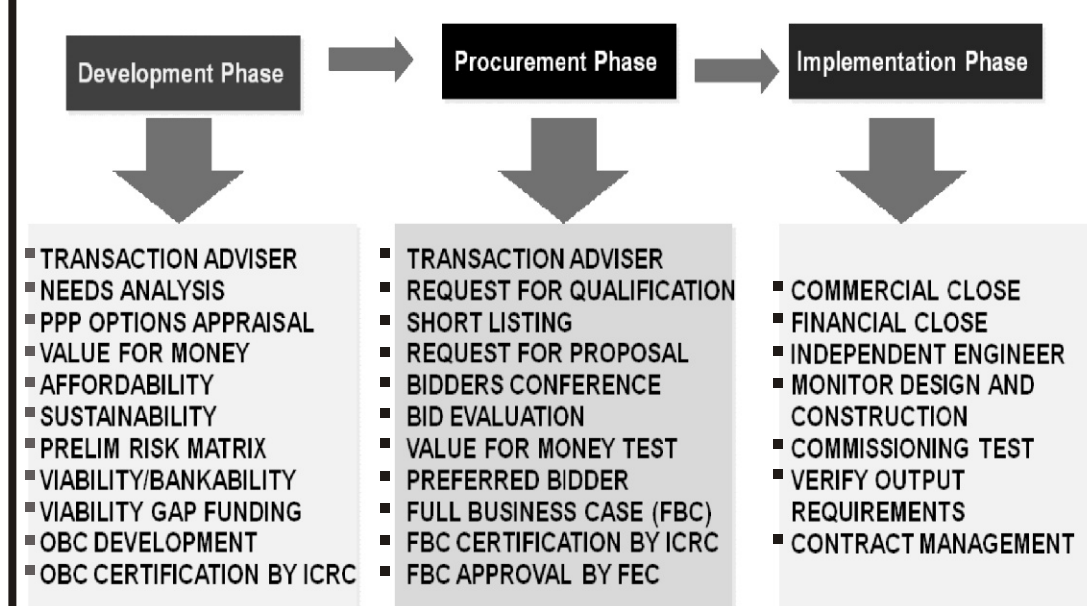 Development Phase
Procurement Phase
Implementation Phase
TRANSACTION ADVISER
NEEDS ANALYSIS
PPP OPTIONS APPRAISAL
VALUE FOR MONEY
AFFORDABILITY
SUSTAINABILITY
PRELIM RISK MATRIX
VIABILITY/BANKABILITY
VIABILITY GAP FUNDING
OBC DEVELOPMENT
OBC CERTIFICATION BY ICRC
TRANSACTION ADVISER
REQUEST FOR QUALIFICATION
SHORT LISTING
REQUEST FOR PROPOSAL
BIDDERS CONFERENCE
BID EVALUATION
VALUE FOR MONEY TEST
PREFERRED BIDDER
FULL BUSINESS CASE (FBC)
FBC CERTIFICATION BY ICRC
FBC APPROVAL BY FEC
COMMERCIAL CLOSE
FINANCIAL CLOSE
INDEPENDENT ENGINEER
MONITOR DESIGN AND
CONSTRUCTION
COMMISSIONING TEST
VERIFY OUTPUT
REQUIREMENTS
CONTRACT MANAGEMENT